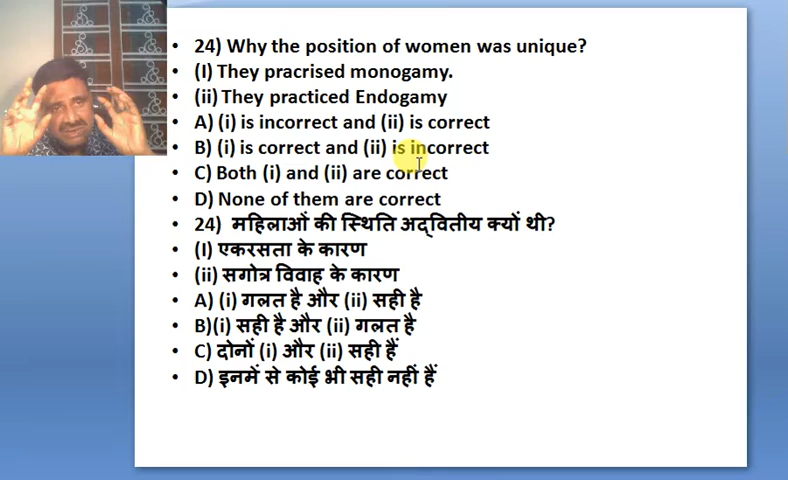 24) Why the position of women was unique?
(I) They pracrised monogamy.
(ii) They practiced Endogamy
A) (i) is incorrect and (ii) is correct
B) (i) is correct and (ii) is incorrect
C) Both (i) and (ii) are correct
D) None of them are correct
24) महिलाओं की स्थिति अद्वितीय क्यों थी?
(I) एकरसता के कारण
(ii) सगोत्र विवाह के कारण
A) (i) गलत है और (ii) सही है
B)(i) सही है और (ii) गलत है
C) दोनों (i) और (ii) सही हैं
D) इनमें से कोई भी सही नहीं हैं